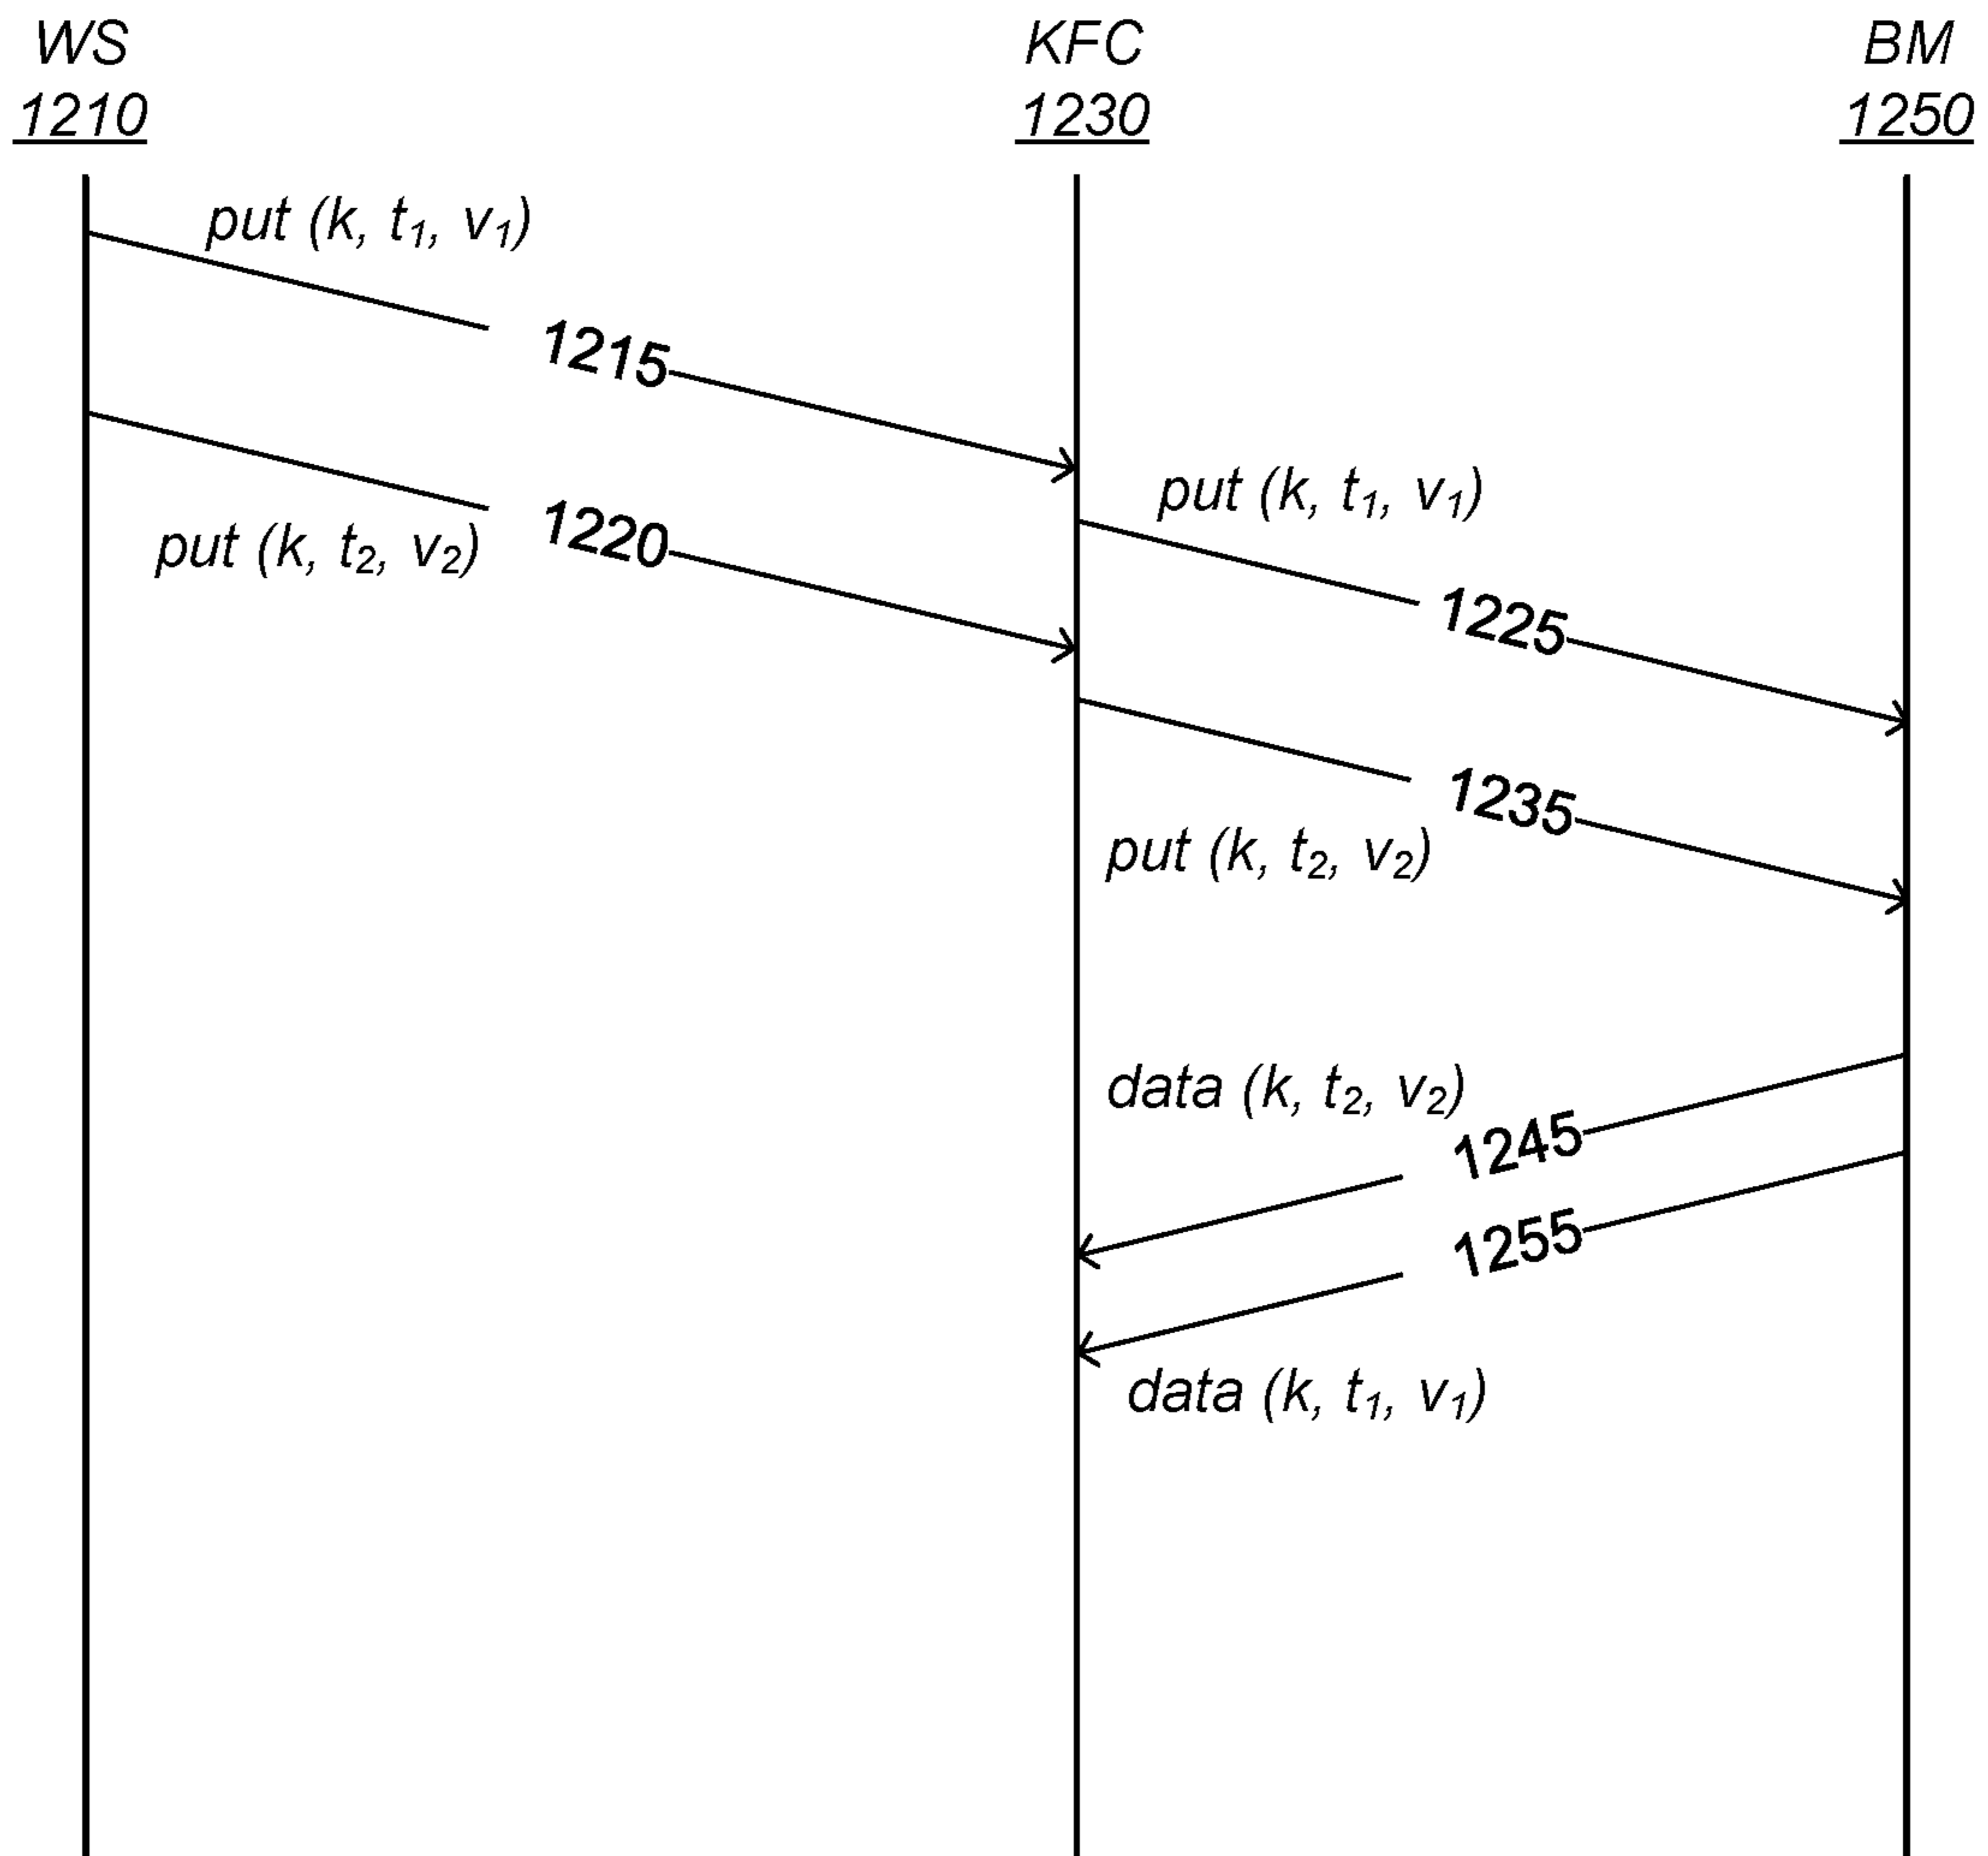 WS
1210
KFC
1230
BM
1250
put (k, t₁, v₁)
1215
put (k, t₁, v₁)
1220
put (k, t₂, v₂)
1225
1235
put (k, t₂, v₂)
data (k, t₂, v₂)
1245
1255
data (k, t₁, v₁)